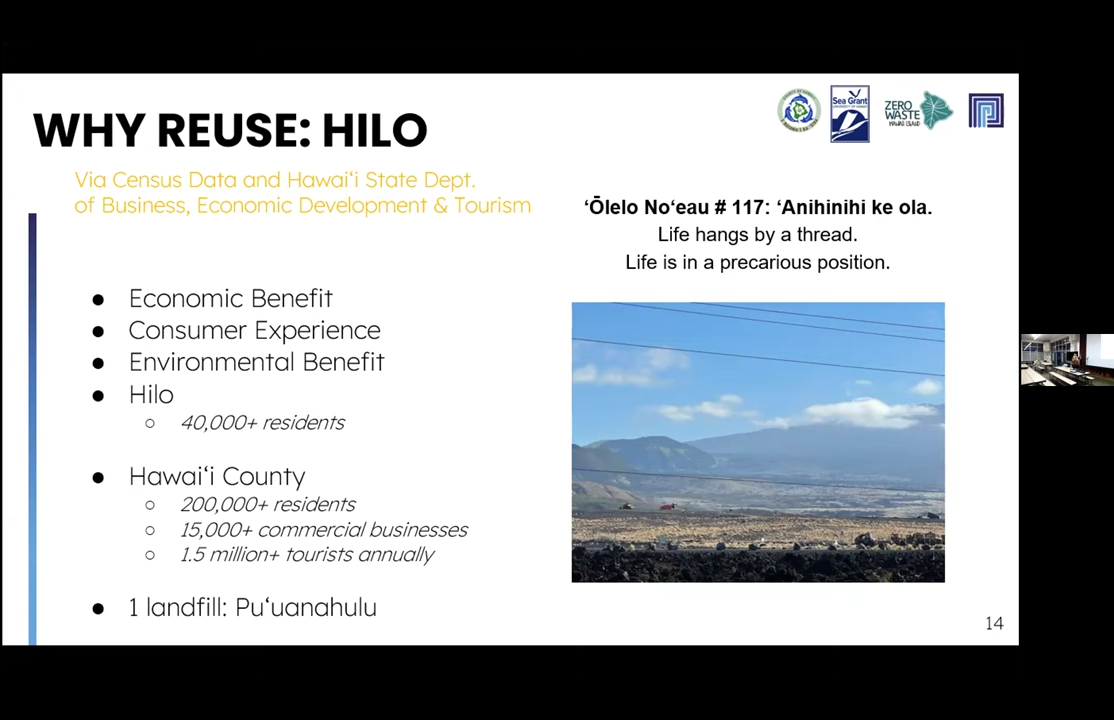 WHY REUSE: HILO
Via Census Data and Hawaiʻi State Dept.
of Business, Economic Development & Tourism
Economic Benefit
Consumer Experience
Environmental Benefit
Hilo
40,000+ residents
Hawaiʻi County
200,000+ residents
15,000+ commercial businesses
1.5 million+ tourists annually
1 landfill: Puʻuanahulu
Sea Grant
ZERO
WASTE
HAWAIʻI ISLAND
ʻŌlelo Noʻeau # 117: ʻAnihinihi ke ola.
Life hangs by a thread.
Life is in a precarious position.
14